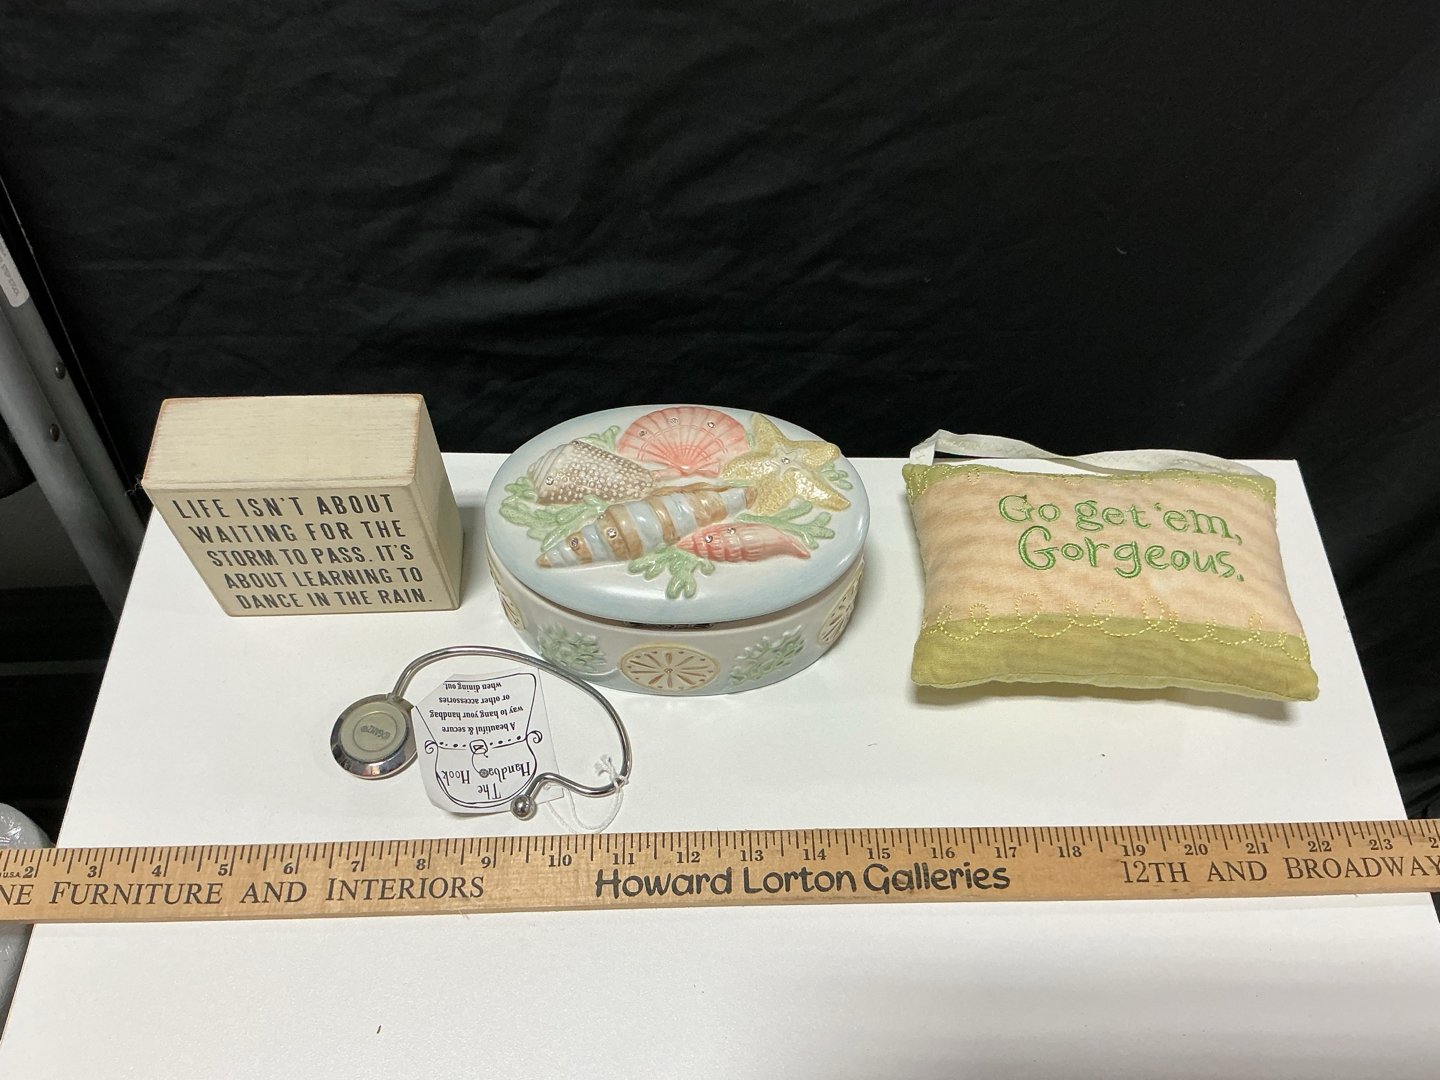 LIFE ISN'T ABOUT
WAITING FOR THE
STORM TO PASS. IT'S
ABOUT LEARNING TO
DANCE IN THE RAIN.
Go get 'em,
Gorgeous.
The
Handbag
Hook
A beautiful & secure
way to hang your handbag
or other accessories
when dining out.
U.S.A. 2 3 4 5 6 7 8 9 10 11 12 13 14 15 16 17 18 19 20 21 22 23
NE FURNITURE AND INTERIORS Howard Lorton Galleries 12TH AND BROADWAY